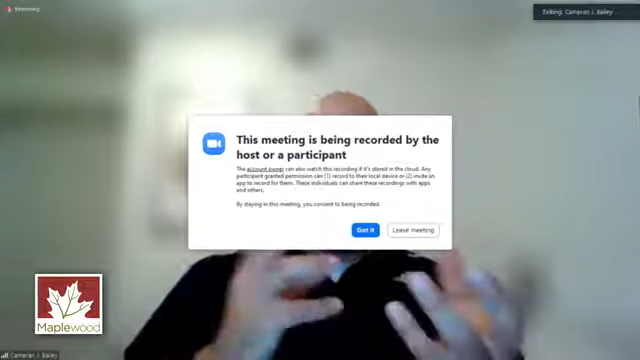 Talking: Cameran J. Bailey
This meeting is being recorded by the
host or a participant
The account owner can also watch this recording if it's stored in the cloud. Any
participant granted permission can (1) record to their local device or (2) invite an
app to record for them. These individuals can share these recordings with apps
and others.
By staying in this meeting, you consent to being recorded.
Got it
Leave meeting
Maplewood
Cameran J. Bailey